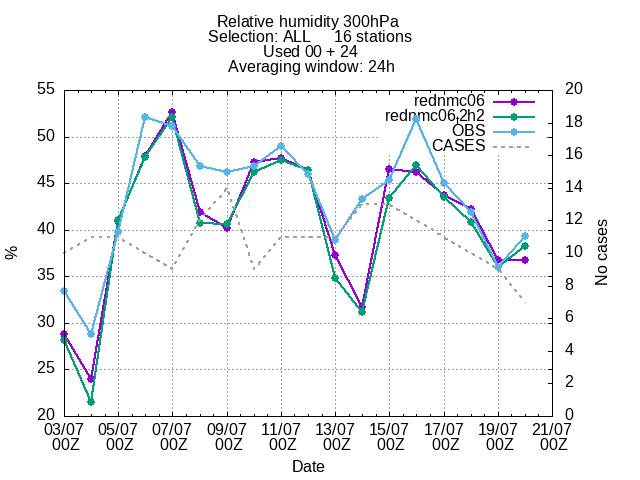 Relative humidity 300hPa
Selection: ALL 16 stations
Used 00 + 24
Averaging window: 24h
rednmc06
rednmc06.2h2
OBS
CASES
55
50
45
40
35
30
25
20
%
20
18
16
14
12
10
8
6
4
2
0
No cases
03/07 05/07 07/07 09/07 11/07 13/07 15/07 17/07 19/07 21/07
00Z 00Z 00Z 00Z 00Z 00Z 00Z 00Z 00Z 00Z
Date